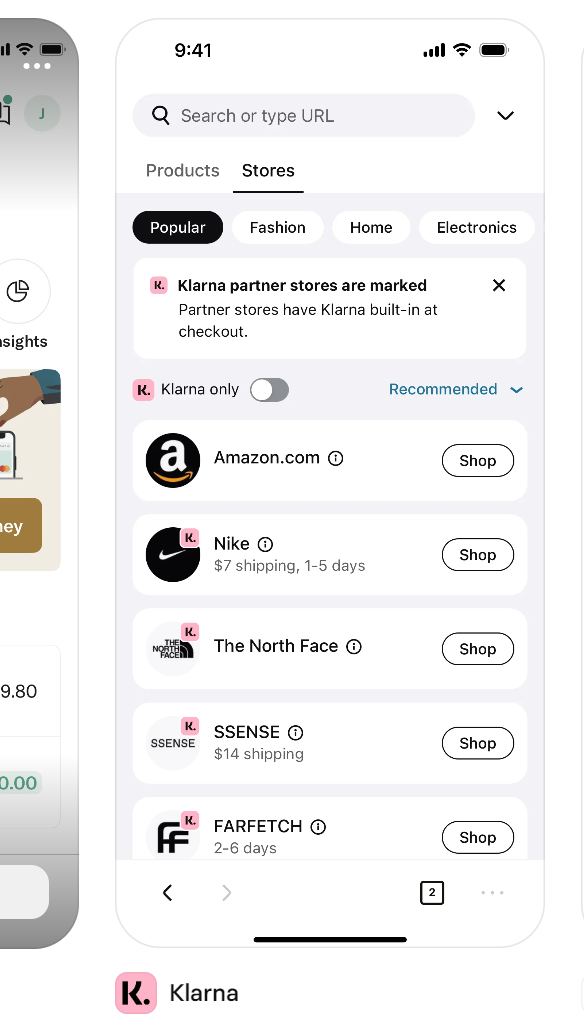 J
nsights
ney
9.80
0.00
9:41
Search or type URL
Products Stores
Popular Fashion Home Electronics
K. Klarna partner stores are marked
Partner stores have Klarna built-in at
checkout.
K. Klarna only Recommended
a Amazon.com Shop
K.
Nike Shop
$7 shipping, 1-5 days
K.
THE
NORTH
FACE
The North Face Shop
K.
SSENSE
SSENSE Shop
$14 shipping
K.
FARFETCH Shop
2-6 days
2
K. Klarna